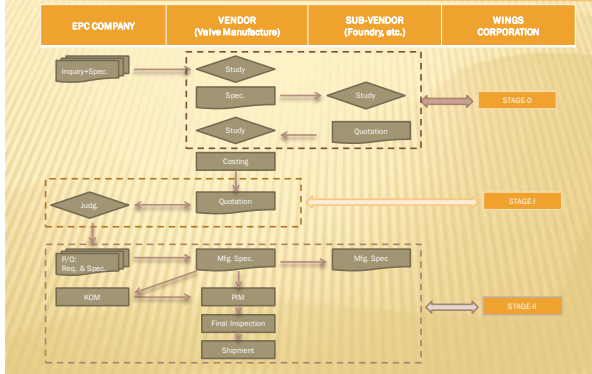 EPC COMPANY
VENDOR
(Valve Manufacture)
SUB-VENDOR
(Foundry, etc.)
WINGS
CORPORATION
Inquiry+Spec.
Study
Spec.
Study
STAGE-0
Study
Quotation
Costing
Judg.
Quotation
STAGE-I
P/O:
Req. & Spec.
Mfg. Spec.
Mfg. Spec
KOM
PIM
STAGE-II
Final Inspection
Shipment